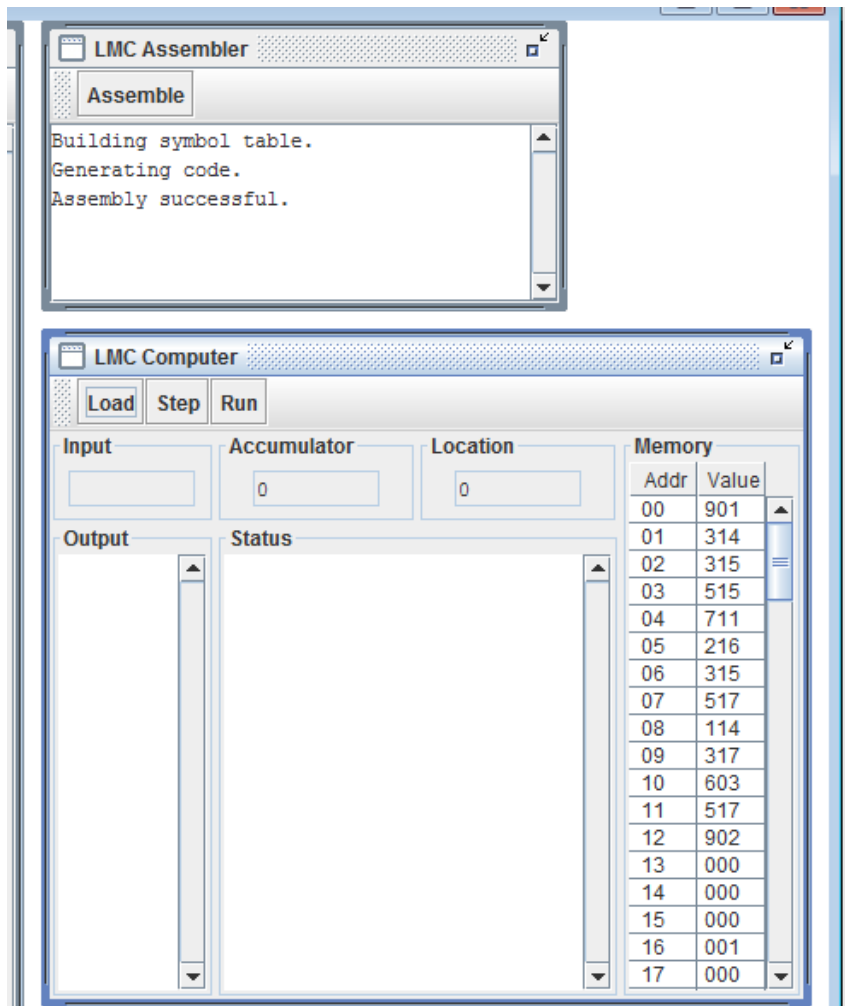 LMC Assembler
Assemble
Building symbol table.
Generating code.
Assembly successful.
LMC Computer
Load Step Run
Input Accumulator Location Memory
0 0
Addr Value
00 901
01 314
Output Status
02 315
03 515
04 711
05 216
06 315
07 517
08 114
09 317
10 603
11 517
12 902
13 000
14 000
15 000
16 001
17 000